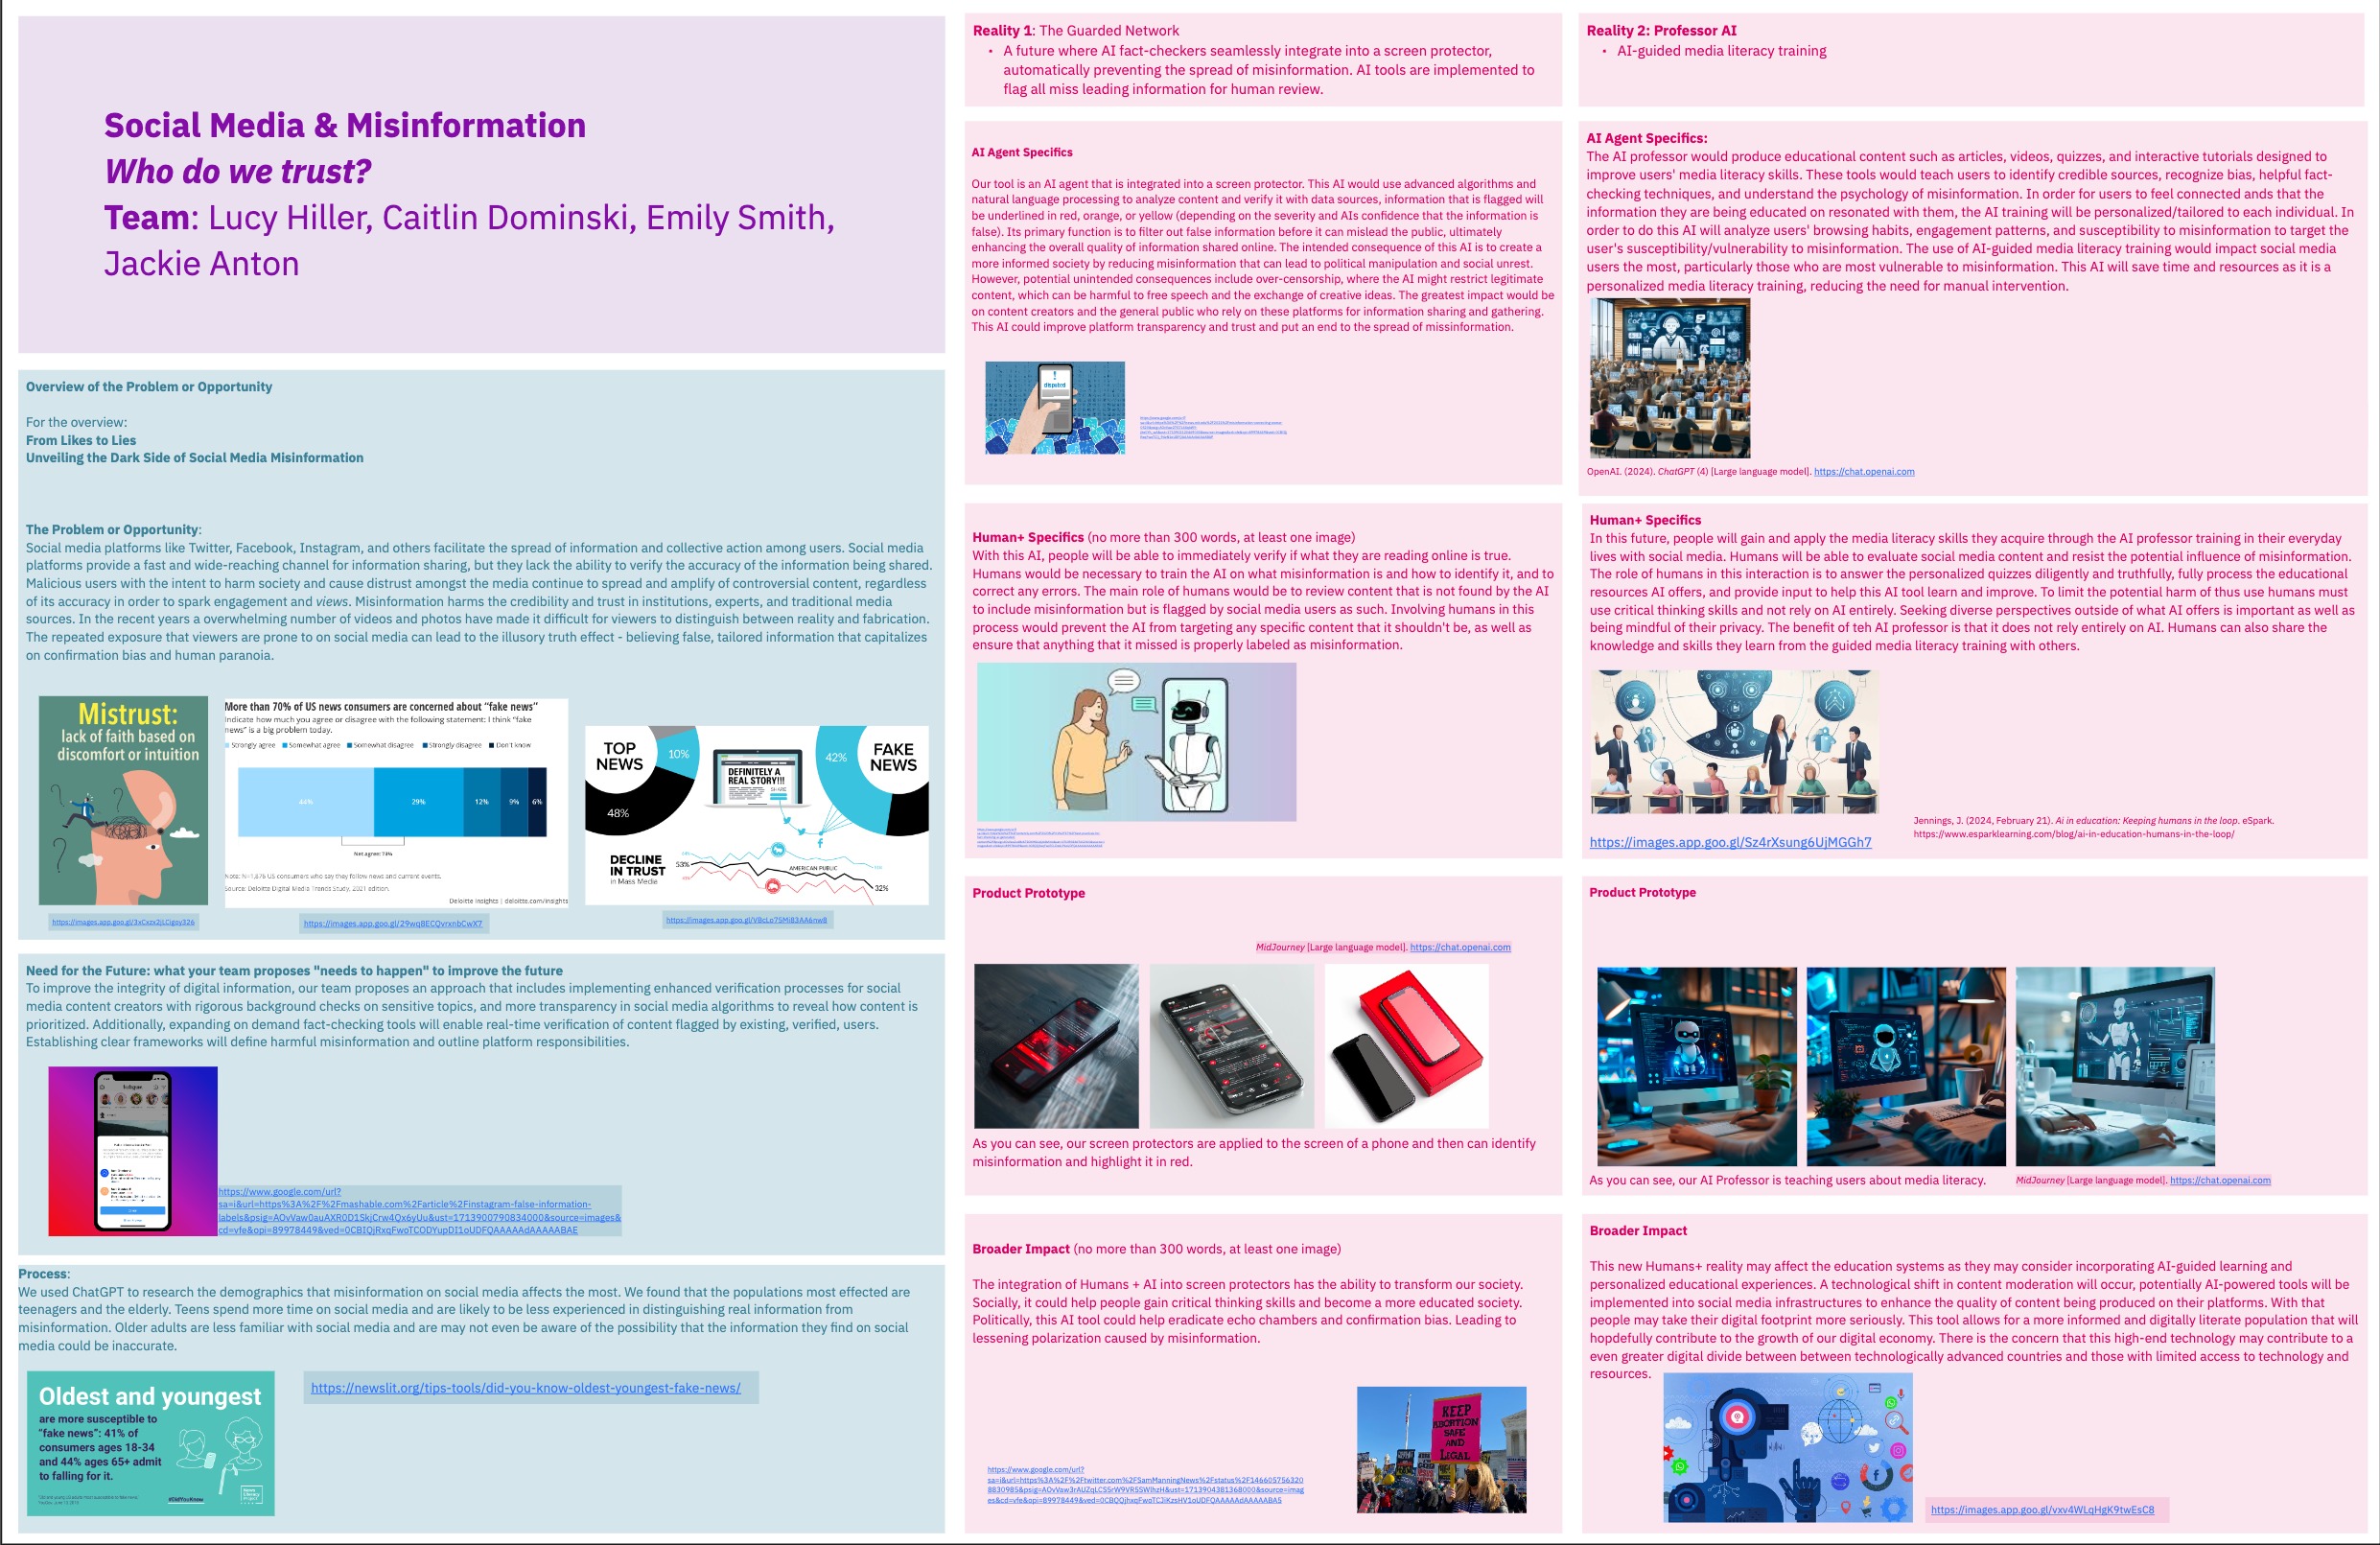 Social Media & Misinformation
Who do we trust?
Team: Lucy Hiller, Caitlin Dominski, Emily Smith,
Jackie Anton
Overview of the Problem or Opportunity
For the overview:
From Likes to Lies
Unveiling the Dark Side of Social Media Misinformation
The Problem or Opportunity:
Social media platforms like Twitter, Facebook, Instagram, and others facilitate the spread of information and collective action among users. Social media
platforms provide a fast and wide-reaching channel for information sharing, but they lack the ability to verify the accuracy of the information being shared.
Malicious users with the intent to harm society and cause distrust amongst the media continue to spread and amplify of controversial content, regardless
of its accuracy in order to spark engagement and views. Misinformation harms the credibility and trust in institutions, experts, and traditional media
sources. In the recent years a overwhelming number of videos and photos have made it difficult for viewers to distinguish between reality and fabrication.
The repeated exposure that viewers are prone to on social media can lead to the illusory truth effect - believing false, tailored information that capitalizes
on confirmation bias and human paranoia.
Mistrust:
lack of faith based on
discomfort or intuition
https://images.app.goo.gl/3xCxzx2jLCigay326
More than 70% of US news consumers are concerned about “fake news”
Indicate how much you agree or disagree with the following statement: I think “fake
news” is a big problem today.
Strongly agree Somewhat agree Somewhat disagree Strongly disagree Don't know
44% 29% 12% 9% 6%
Net agree: 74%
Note: N=1,876 US consumers who say they follow news and current events.
Source: Deloitte Digital Media Trends Study, 2021 edition.
Deloitte Insights | deloitte.com/insights
https://images.app.goo.gl/29wqBECQvrxnbCwX7
TOP
NEWS
10%
48%
DEFINITELY A
REAL STORY!!!
SHARE
42%
FAKE
NEWS
DECLINE
IN TRUST
in Mass Media
53%
AMERICAN PUBLIC
32%
https://images.app.goo.gl/VBcLo7SMi83AA6nw8
Need for the Future: what your team proposes "needs to happen" to improve the future
To improve the integrity of digital information, our team proposes an approach that includes implementing enhanced verification processes for social
media content creators with rigorous background checks on sensitive topics, and more transparency in social media algorithms to reveal how content is
prioritized. Additionally, expanding on demand fact-checking tools will enable real-time verification of content flagged by existing, verified, users.
Establishing clear frameworks will define harmful misinformation and outline platform responsibilities.
https://www.google.com/url?
sa=i&url=https%3A%2F%2Fmashable.com%2Farticle%2Finstagram-false-information-
labels&psig=AOvVaw0auAXR0D1SkjCrw4Qx6yUu&ust=1713900790834000&source=images&
cd=vfe&opi=89978449&ved=0CBIQjRxqFwoTCODYupDI1oUDFQAAAAAdAAAAABAE
Process:
We used ChatGPT to research the demographics that misinformation on social media affects the most. We found that the populations most effected are
teenagers and the elderly. Teens spend more time on social media and are likely to be less experienced in distinguishing real information from
misinformation. Older adults are less familiar with social media and are may not even be aware of the possibility that the information they find on social
media could be inaccurate.
Oldest and youngest
are more susceptible to
“fake news”: 41% of
consumers ages 18-34
and 44% ages 65+ admit
to falling for it.
#DidYouKnow
https://newslit.org/tips-tools/did-you-know-oldest-youngest-fake-news/
Reality 1: The Guarded Network
• A future where AI fact-checkers seamlessly integrate into a screen protector,
automatically preventing the spread of misinformation. AI tools are implemented to
flag all miss leading information for human review.
AI Agent Specifics
Our tool is an AI agent that is integrated into a screen protector. This AI would use advanced algorithms and
natural language processing to analyze content and verify it with data sources, information that is flagged will
be underlined in red, orange, or yellow (depending on the severity and AIs confidence that the information is
false). Its primary function is to filter out false information before it can mislead the public, ultimately
enhancing the overall quality of information shared online. The intended consequence of this AI is to create a
more informed society by reducing misinformation that can lead to political manipulation and social unrest.
However, potential unintended consequences include over-censorship, where the AI might restrict legitimate
content, which can be harmful to free speech and the exchange of creative ideas. The greatest impact would be
on content creators and the general public who rely on these platforms for information sharing and gathering.
This AI could improve platform transparency and trust and put an end to the spread of missinformation.
!
disputed
Human+ Specifics (no more than 300 words, at least one image)
With this AI, people will be able to immediately verify if what they are reading online is true.
Humans would be necessary to train the AI on what misinformation is and how to identify it, and to
correct any errors. The main role of humans would be to review content that is not found by the AI
to include misinformation but is flagged by social media users as such. Involving humans in this
process would prevent the AI from targeting any specific content that it shouldn't be, as well as
ensure that anything that it missed is properly labeled as misinformation.
Product Prototype
MidJourney [Large language model]. https://chat.openai.com
As you can see, our screen protectors are applied to the screen of a phone and then can identify
misinformation and highlight it in red.
Broader Impact (no more than 300 words, at least one image)
The integration of Humans + AI into screen protectors has the ability to transform our society.
Socially, it could help people gain critical thinking skills and become a more educated society.
Politically, this AI tool could help eradicate echo chambers and confirmation bias. Leading to
lessening polarization caused by misinformation.
https://www.google.com/url?
sa=i&url=https%3A%2F%2Ftwitter.com%2FSamManningNews%2Fstatus%2F146605756320
8830985&psig=AOvVaw3rAUZqLCS5rW9VR5SWlhzH&ust=1713904381368000&source=imag
es&cd=vfe&opi=89978449&ved=0CBQQjhxqFwoTCJiKzsHV1oUDFQAAAAAdAAAAABAS
KEEP
ABORTION
SAFE
AND
LEGAL
Reality 2: Professor AI
• AI-guided media literacy training
AI Agent Specifics:
The AI professor would produce educational content such as articles, videos, quizzes, and interactive tutorials designed to
improve users' media literacy skills. These tools would teach users to identify credible sources, recognize bias, helpful fact-
checking techniques, and understand the psychology of misinformation. In order for users to feel connected ands that the
information they are being educated on resonated with them, the AI training will be personalized/tailored to each individual. In
order to do this AI will analyze users' browsing habits, engagement patterns, and susceptibility to misinformation to target the
user's susceptibility/vulnerability to misinformation. The use of AI-guided media literacy training would impact social media
users the most, particularly those who are most vulnerable to misinformation. This AI will save time and resources as it is a
personalized media literacy training, reducing the need for manual intervention.
OpenAI. (2024). ChatGPT (4) [Large language model]. https://chat.openai.com
Human+ Specifics
In this future, people will gain and apply the media literacy skills they acquire through the AI professor training in their everyday
lives with social media. Humans will be able to evaluate social media content and resist the potential influence of misinformation.
The role of humans in this interaction is to answer the personalized quizzes diligently and truthfully, fully process the educational
resources AI offers, and provide input to help this AI tool learn and improve. To limit the potential harm of thus use humans must
use critical thinking skills and not rely on AI entirely. Seeking diverse perspectives outside of what AI offers is important as well as
being mindful of their privacy. The benefit of teh AI professor is that it does not rely entirely on AI. Humans can also share the
knowledge and skills they learn from the guided media literacy training with others.
https://images.app.goo.gl/Sz4rXsung6UjMGGh7
Jennings, J. (2024, February 21). AI in education: Keeping humans in the loop. eSpark.
https://www.esparklearning.com/blog/ai-in-education-humans-in-the-loop/
Product Prototype
As you can see, our AI Professor is teaching users about media literacy.
MidJourney [Large language model]. https://chat.openai.com
Broader Impact
This new Humans+ reality may affect the education systems as they may consider incorporating AI-guided learning and
personalized educational experiences. A technological shift in content moderation will occur, potentially AI-powered tools will be
implemented into social media infrastructures to enhance the quality of content being produced on their platforms. With that
people may take their digital footprint more seriously. This tool allows for a more informed and digitally literate population that will
hopdefully contribute to the growth of our digital economy. There is the concern that this high-end technology may contribute to a
even greater digital divide between between technologically advanced countries and those with limited access to technology and
resources.
https://images.app.goo.gl/vxv4WLqHgK9twEsC8